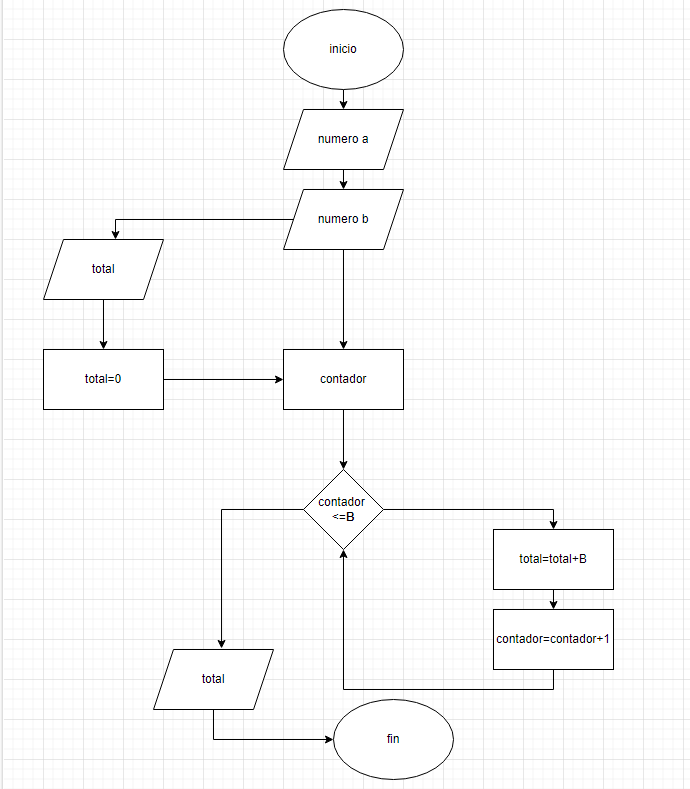 inicio
numero a
numero b
total
total=0
contador
contador
<=B
total=total+B
contador=contador+1
total
fin